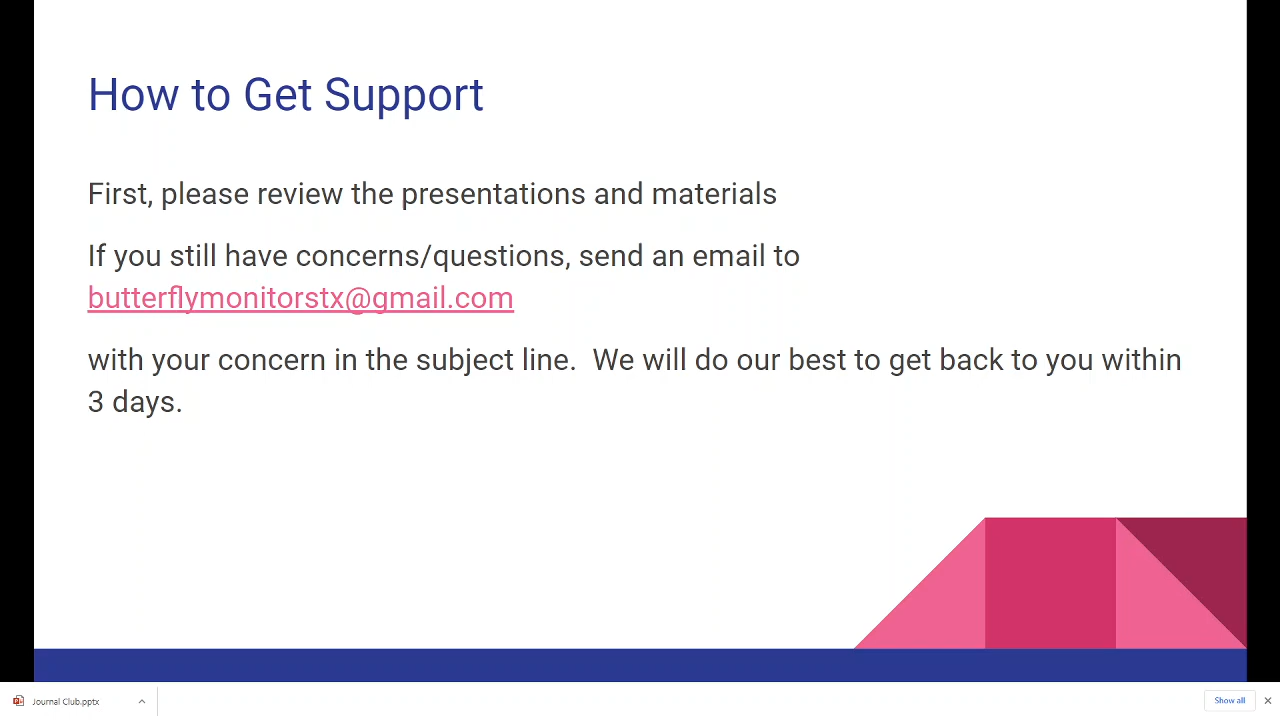 How to Get Support
First, please review the presentations and materials
If you still have concerns/questions, send an email to
butterflymonitorstx@gmail.com
with your concern in the subject line.  We will do our best to get back to you within
3 days.
Journal Club.pptx
Show all